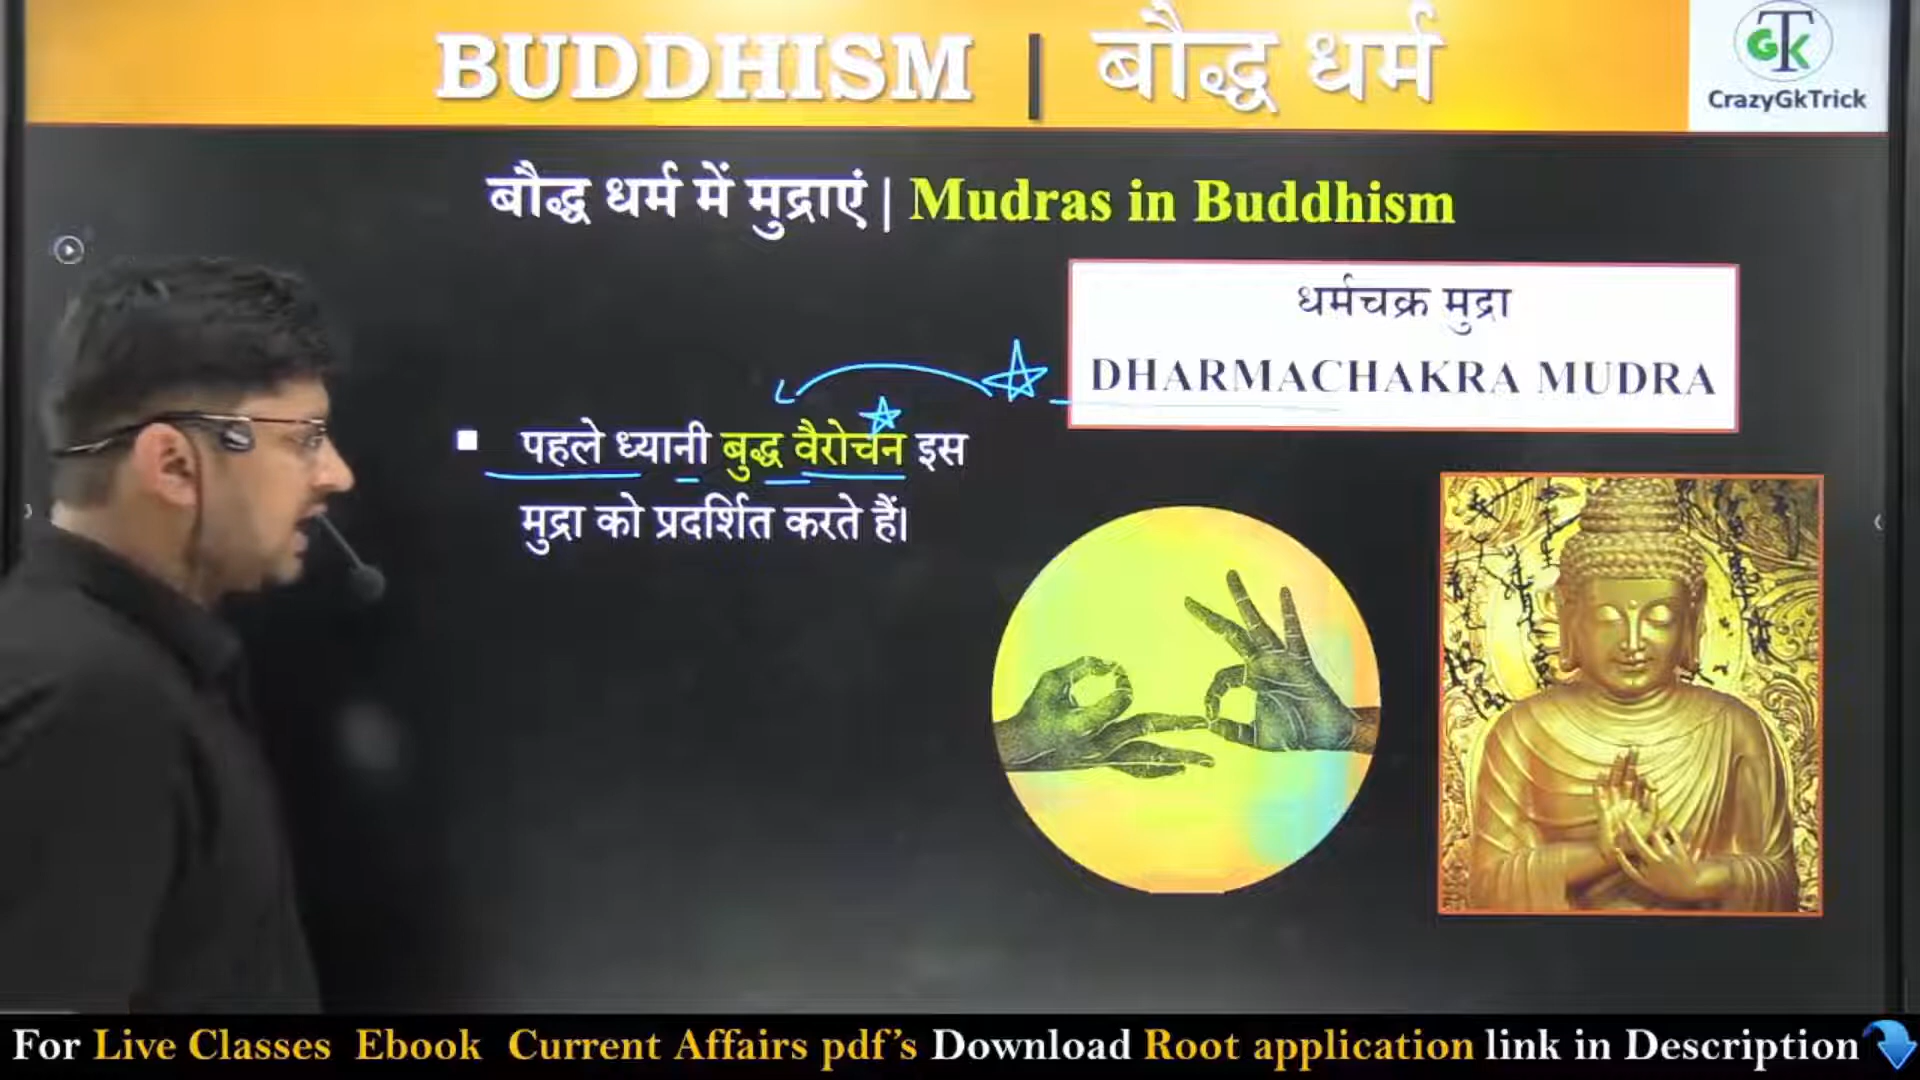 BUDDHISM | बौद्ध धर्म
GTK
CrazyGkTrick
बौद्ध धर्म में मुद्राएं | Mudras in Buddhism
धर्मचक्र मुद्रा
DHARMACHAKRA MUDRA
पहले ध्यानी बुद्ध वैरोचन इस
मुद्रा को प्रदर्शित करते हैं।
For Live Classes Ebook Current Affairs pdf's Download Root application link in Description